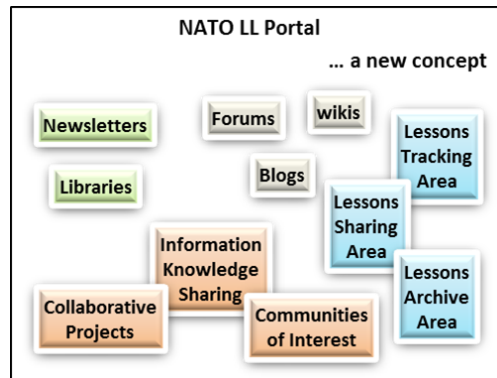 NATO LL Portal
... a new concept
Newsletters
Forums
wikis
Lessons
Tracking
Area
Libraries
Blogs
Lessons
Sharing
Area
Information
Knowledge
Sharing
Lessons
Archive
Area
Collaborative
Projects
Communities
of Interest